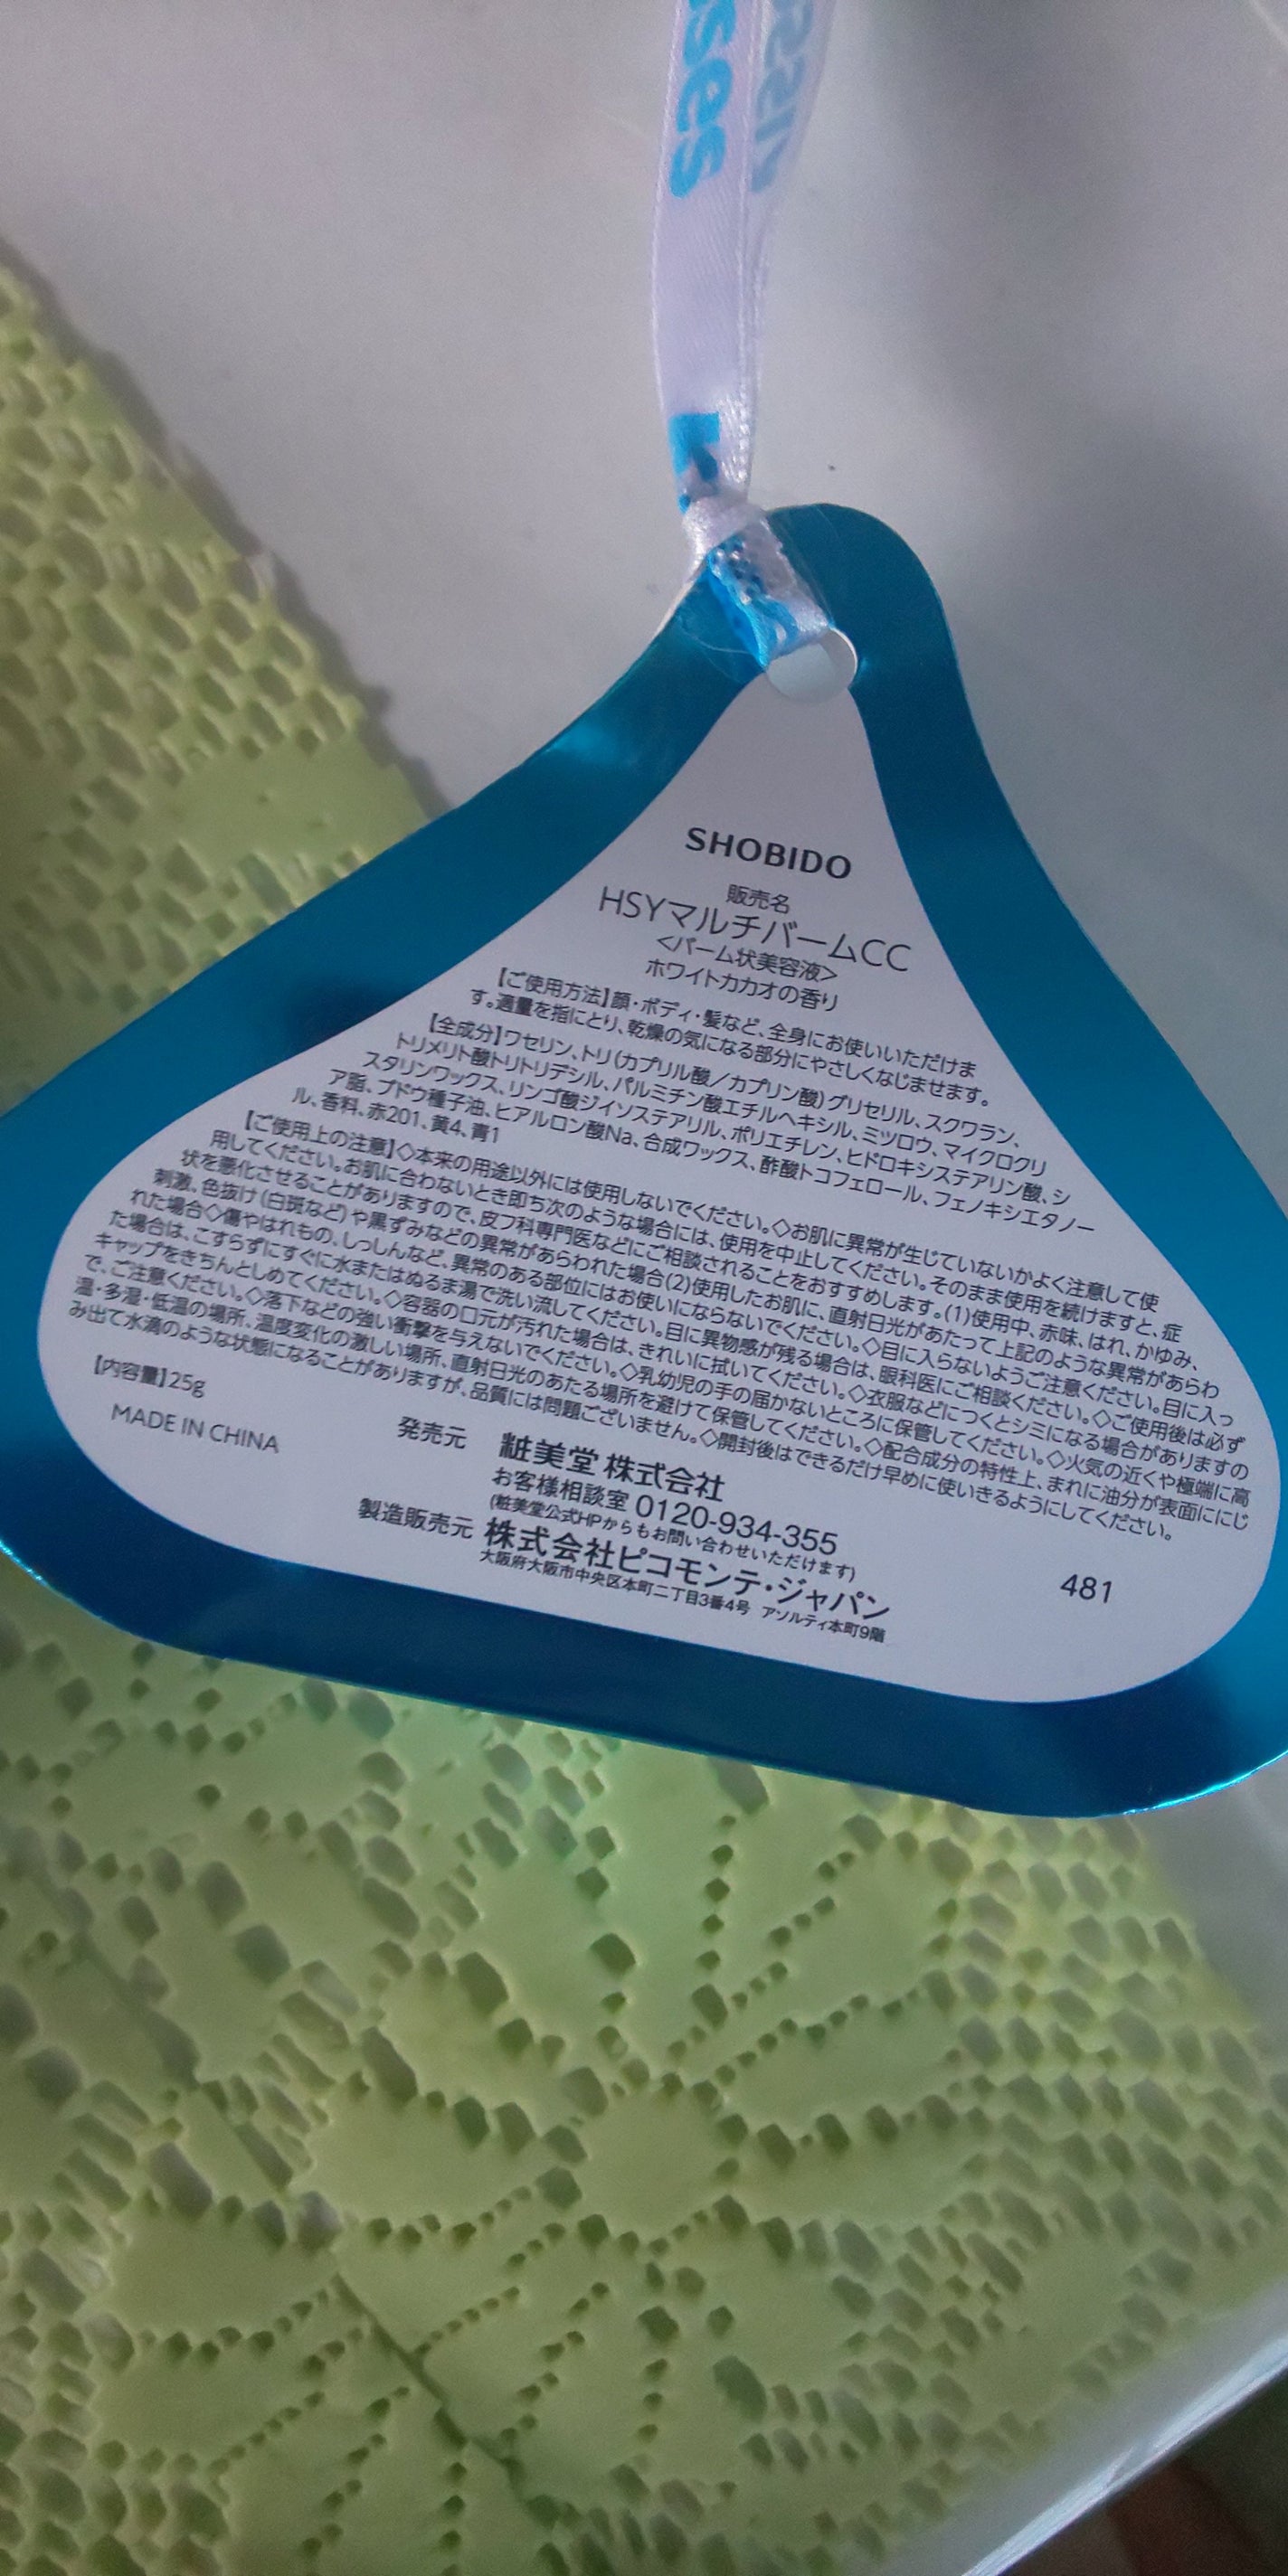 ses
SHOBIDO
販売名
HSYマルチバームCC
<バーム状美容液>
ホワイトカカオの香り
【ご使用方法】顔・ボディ・髪など、全身にお使いいただけま
す。適量を指にとり、乾燥の気になる部分にやさしくなじませます。
【全成分】ワセリン、トリ(カプリル酸/カプリン酸)グリセリル、スクワラン、
トリメリト酸トリトリデシル、パルミチン酸エチルヘキシル、ミツロウ、マイクロクリ
スタリンワックス、リンゴ酸ジイソステアリル、ポリエチレン、ヒドロキシステアリン酸、シ
ア脂、ブドウ種子油、ヒアルロン酸Na、合成ワックス、酢酸トコフェロール、フェノキシエタノー
ル、香料、赤201、黄4、青1
【ご使用上の注意】◇本来の用途以外には使用しないでください。◇お肌に異常が生じていないかよく注意して使
用してください。お肌に合わないとき即ち次のような場合には、使用を中止してください。そのまま使用を続けますと、症
状を悪化させることがありますので、皮フ科専門医などにご相談されることをおすすめします。(1)使用中、赤味、はれ、かゆみ、
刺激、色抜け(白斑など)や黒ずみなどの異常があらわれた場合(2)使用したお肌に、直射日光があたって上記のような異常があらわ
れた場合◇傷やはれもの、しっしんなど、異常のある部位にはお使いにならないでください。◇目に入らないようご注意ください。目に入っ
た場合は、こすらずにすぐに水またはぬるま湯で洗い流してください。目に異物感が残る場合は、眼科医にご相談ください。◇ご使用後は必ず
キャップをきちんとしめてください。◇容器の口元が汚れた場合は、きれいに拭いてください。◇衣服などにつくとシミになる場合がありますの
で、ご注意ください。◇落下などの強い衝撃を与えないでください。◇乳幼児の手の届かないところに保管してください。◇火気の近くや極端に高
温・多湿・低温の場所、温度変化の激しい場所、直射日光のあたる場所を避けて保管してください。◇配合成分の特性上、まれに油分が表面ににじ
み出て水滴のような状態になることがありますが、品質には問題ございません。◇開封後はできるだけ早めに使いきるようにしてください。
【内容量】25g
MADE IN CHINA
発売元 粧美堂 株式会社
お客様相談室 0120-934-355
(粧美堂公式HPからもお問い合わせいただけます)
製造販売元 株式会社ピコモンテ・ジャパン
大阪府大阪市中央区本町二丁目3番4号 アソルティ本町9階
481